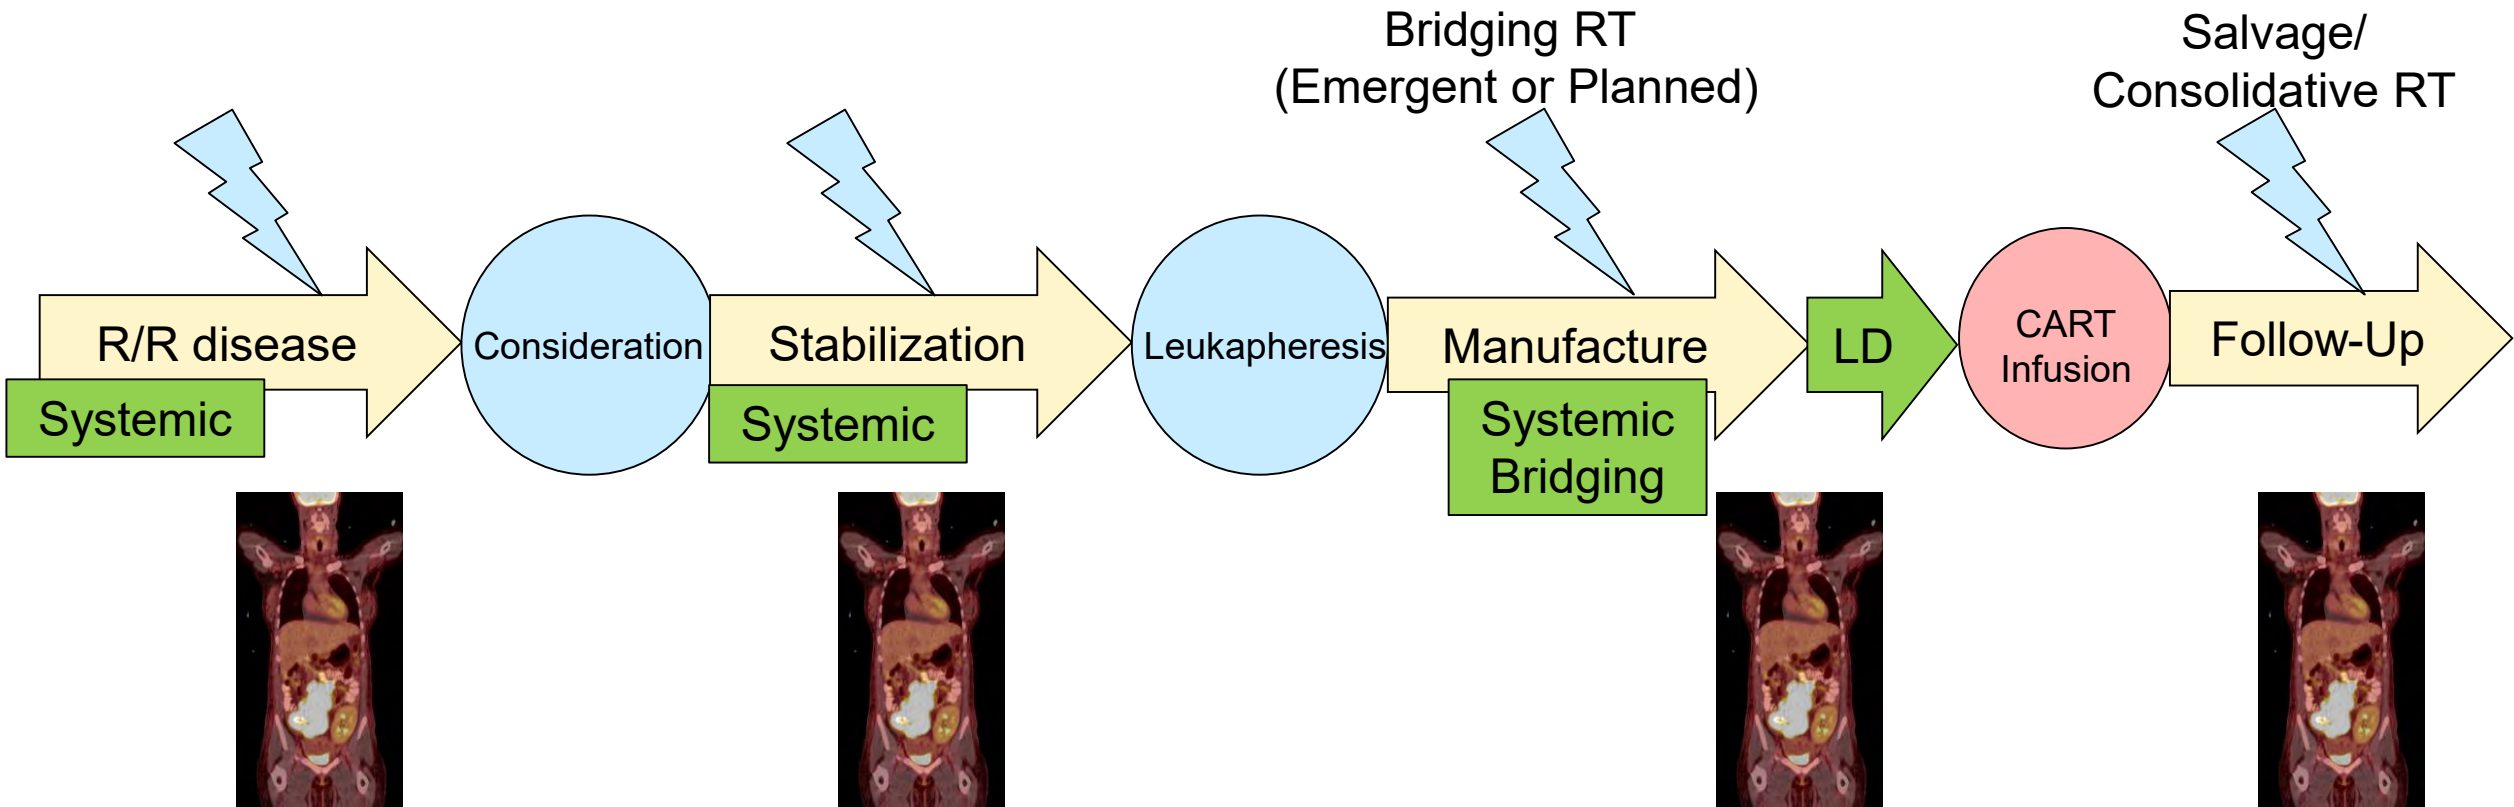 Bridging RT
(Emergent or Planned)
Salvage/
Consolidative RT
R/R disease
Systemic
Consideration
Stabilization
Systemic
Leukapheresis
Manufacture
Systemic
Bridging
LD
CART
Infusion
Follow-Up